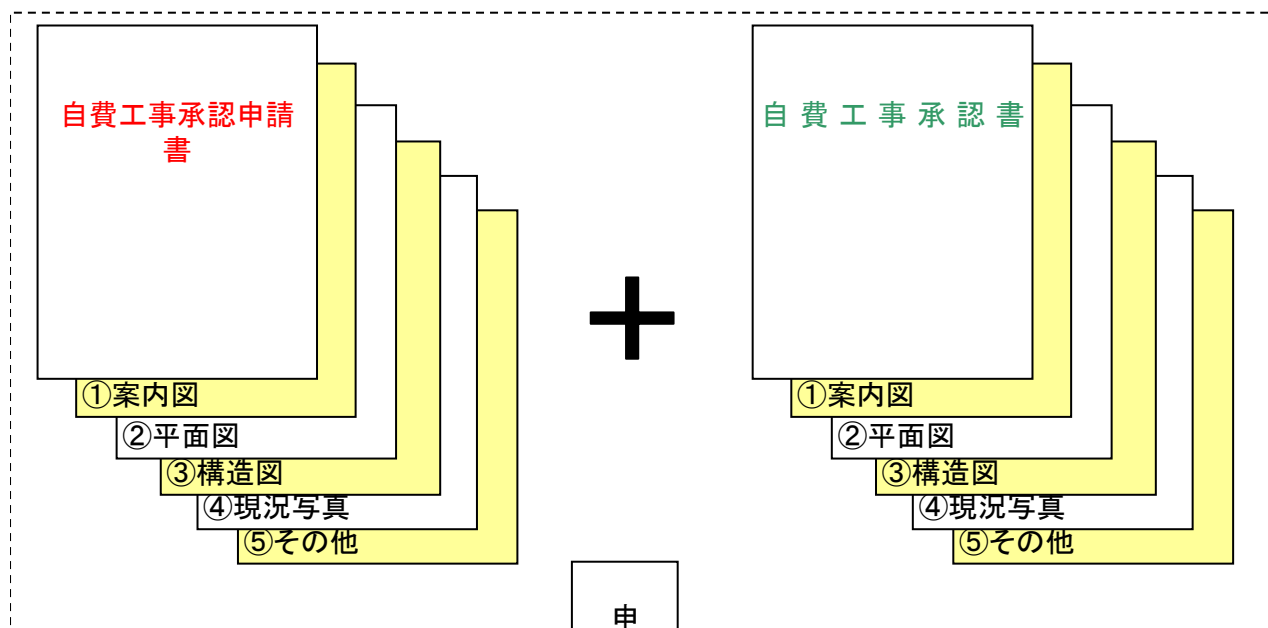 自費工事承認申請
書
①案内図
②平面図
③構造図
④現況写真
⑤その他
自費工事承認書
①案内図
②平面図
③構造図
④現況写真
⑤その他
申